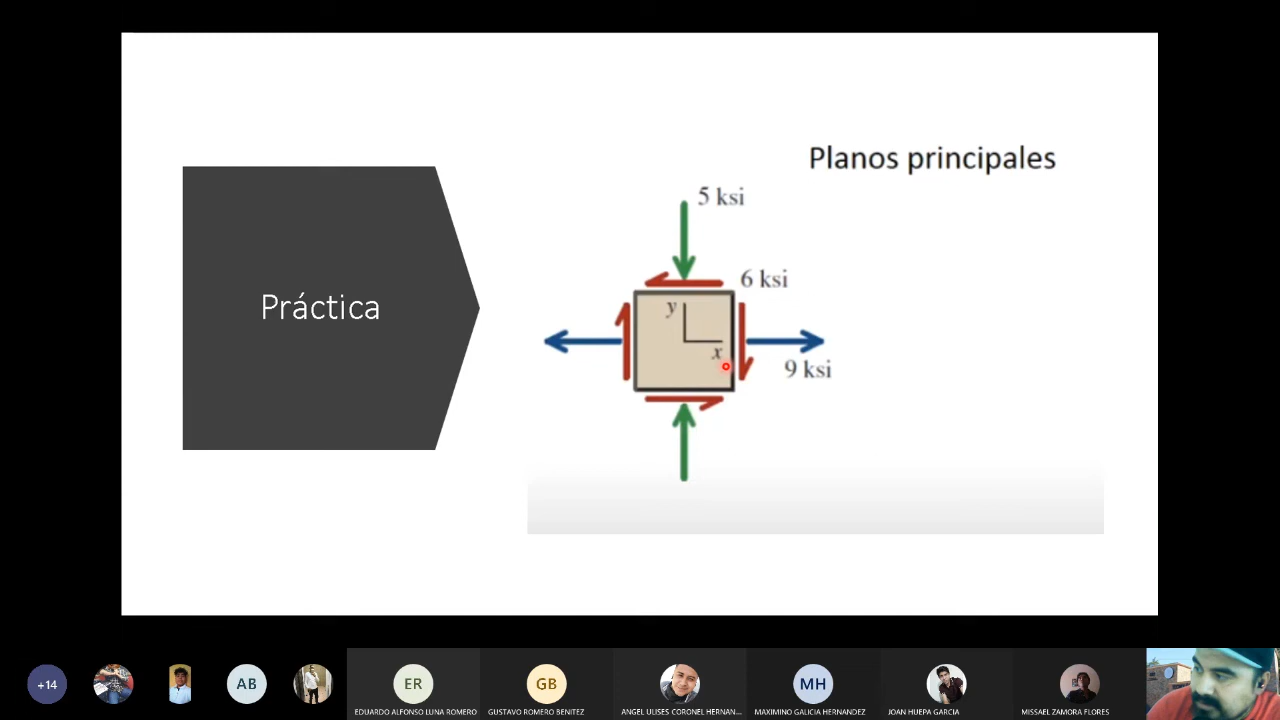 Planos principales
5 ksi
6 ksi
Práctica
y
x
9 ksi
+14
AB
ER
GB
MH
EDUARDO ALFONSO LUNA ROMERO
GUSTAVO ROMERO BENITEZ
ANGEL ULISES CORONEL HERNAN...
MAXIMINO GALICIA HERNANDEZ
JOAN HUEPA GARCIA
MISSAEL ZAMORA FLORES